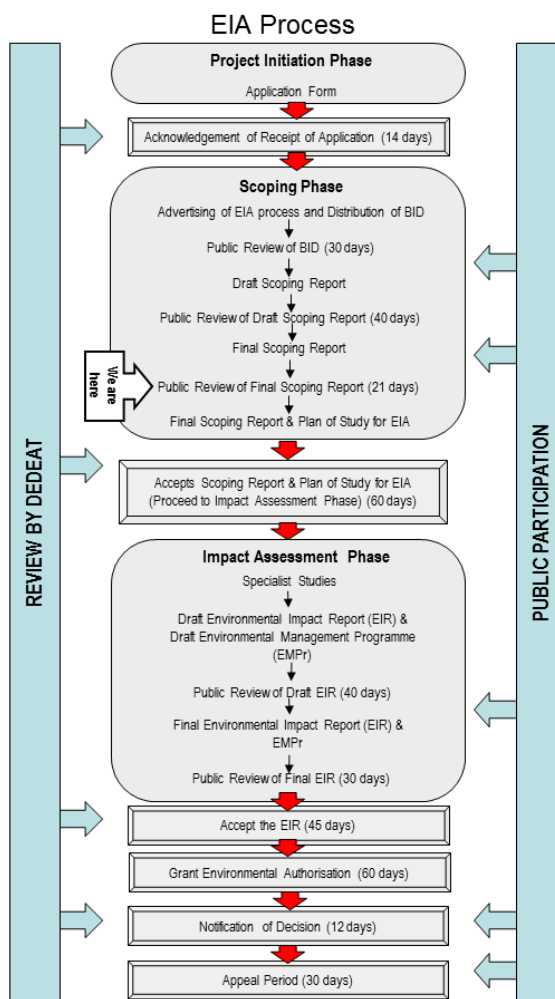 EIA Process
Project Initiation Phase
Application Form
Acknowledgement of Receipt of Application (14 days)
Scoping Phase
Advertising of EIA process and Distribution of BID
Public Review of BID (30 days)
Draft Scoping Report
Public Review of Draft Scoping Report (40 days)
Final Scoping Report
We are
here
Public Review of Final Scoping Report (21 days)
Final Scoping Report & Plan of Study for EIA
Accepts Scoping Report & Plan of Study for EIA
(Proceed to Impact Assessment Phase) (60 days)
Impact Assessment Phase
Specialist Studies
Draft Environmental Impact Report (EIR) &
Draft Environmental Management Programme
(EMPr)
Public Review of Draft EIR (40 days)
Final Environmental Impact Report (EIR) &
EMPr
Public Review of Final EIR (30 days)
Accept the EIR (45 days)
Grant Environmental Authorisation (60 days)
Notification of Decision (12 days)
Appeal Period (30 days)
REVIEW BY DEDEAT
PUBLIC PARTICIPATION